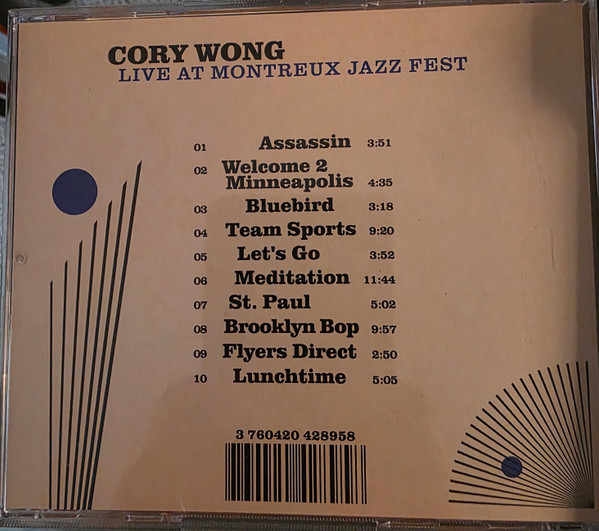 CORY WONG
LIVE AT MONTREUX JAZZ FEST
01 Assassin 3:51
02 Welcome 2
Minneapolis 4:35
03 Bluebird 3:18
04 Team Sports 9:20
05 Let's Go 3:52
06 Meditation 11:44
07 St. Paul 5:02
08 Brooklyn Bop 9:57
09 Flyers Direct 2:50
10 Lunchtime 5:05
3 760420 428958